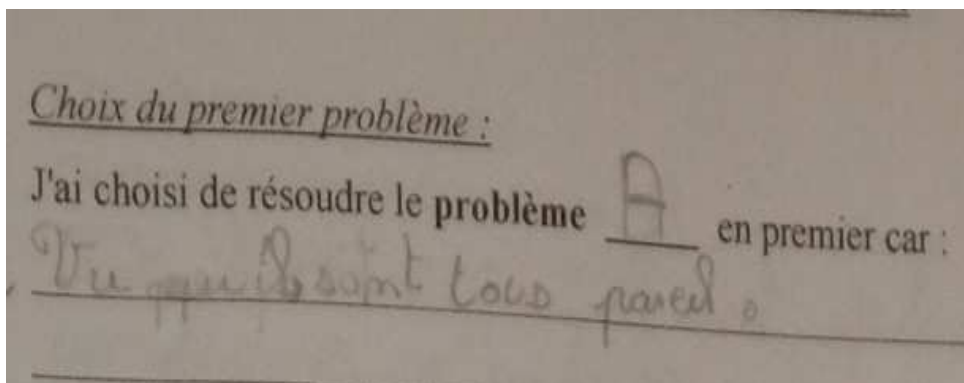 Choix du premier problème :
J'ai choisi de résoudre le problème A en premier car :
Vu qu'ils sont tous pareil.